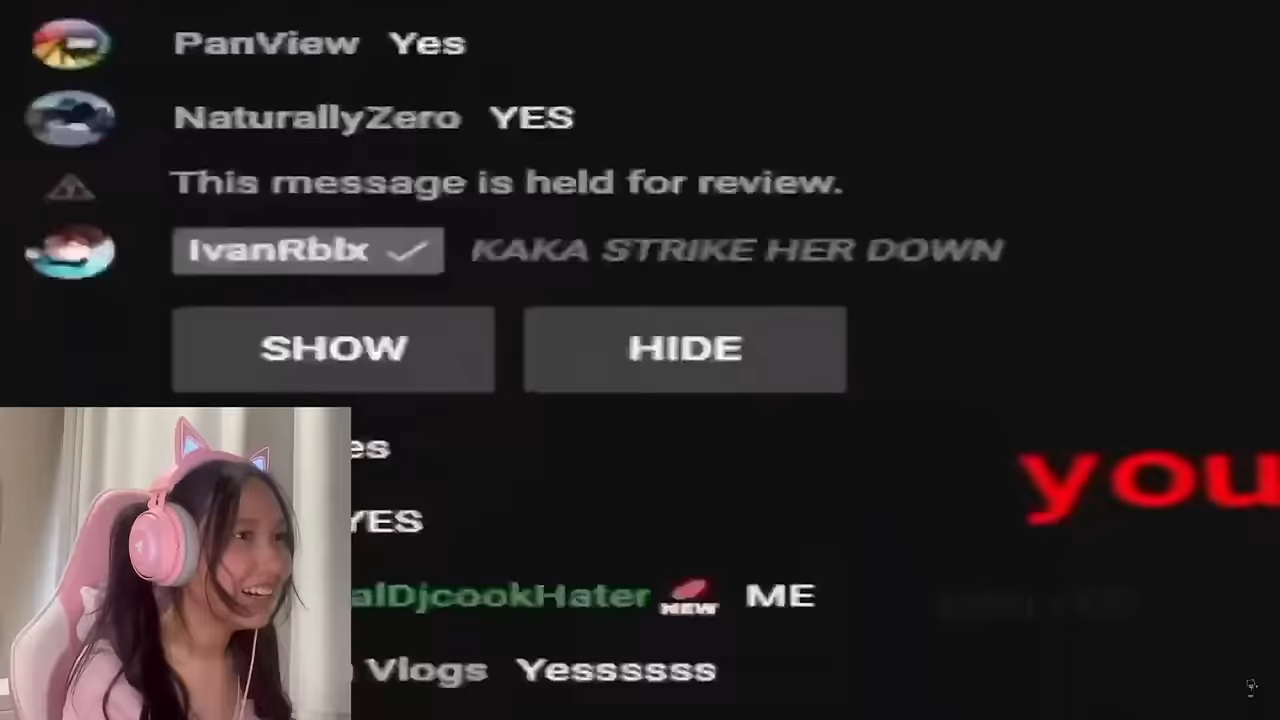 PanView Yes
NaturallyZero YES
This message is held for review.
IvanRblx KAKA STRIKE HER DOWN
SHOW HIDE
es
you
YES
alDjcookHater NEW ME
Vlogs Yessssss